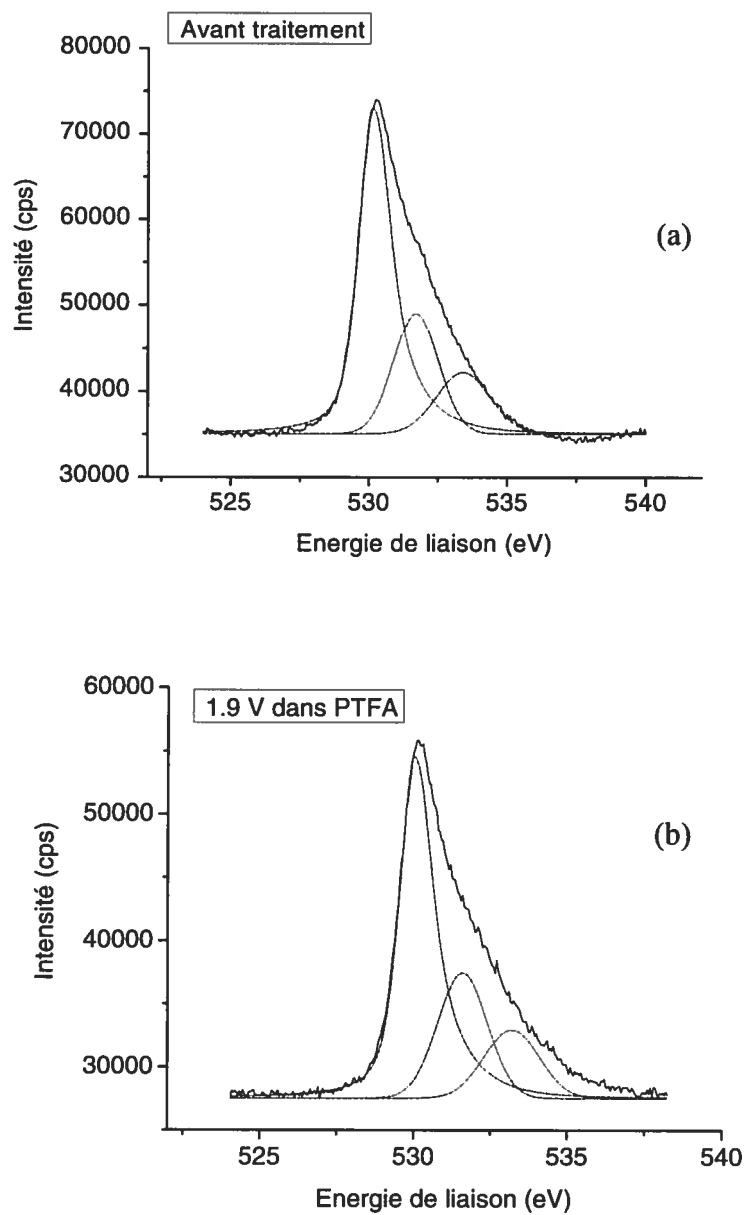 Avant traitement
80000
70000
60000
50000
40000
30000
Intensité (cps)
(a)
525
530
535
540
Energie de liaison (eV)
60000
1.9 V dans PTFA
50000
40000
30000
Intensité (cps)
(b)
525
530
535
540
Energie de liaison (eV)